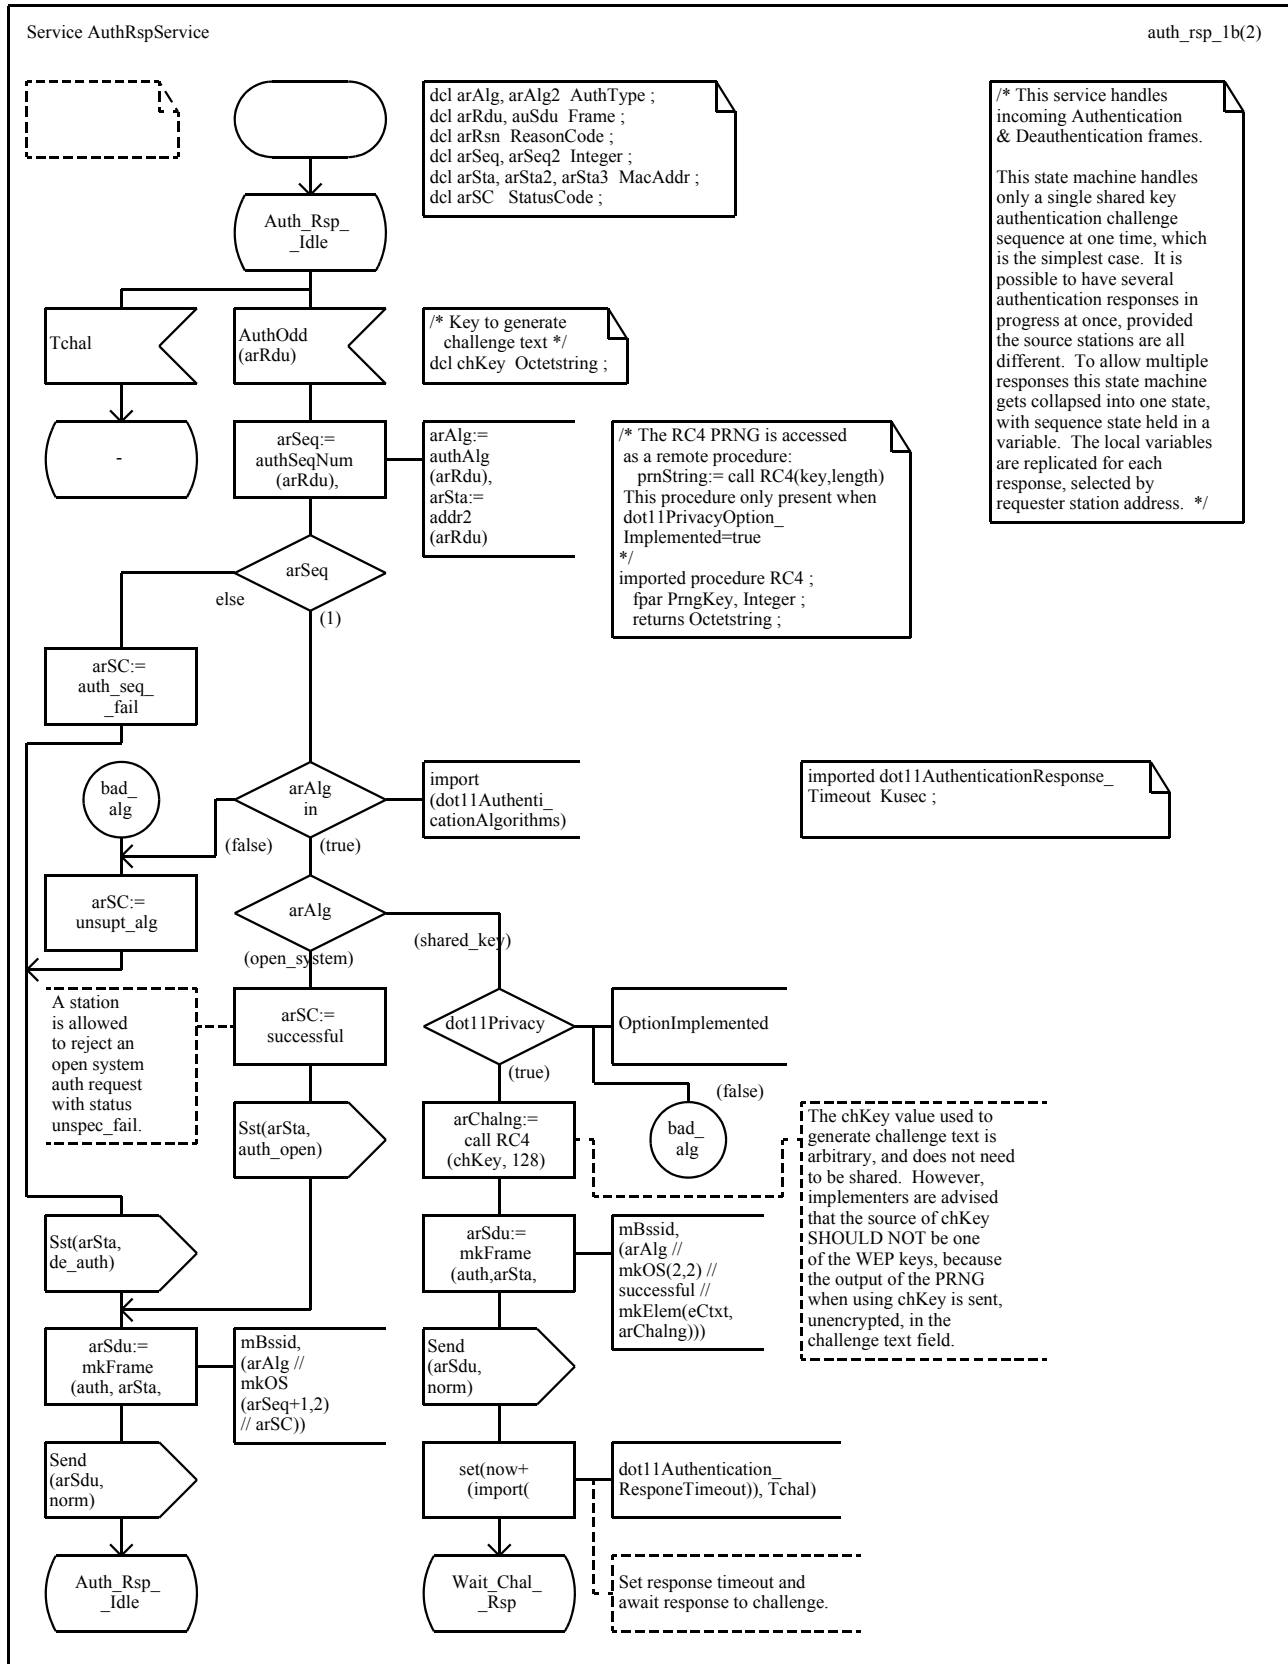 Service AuthRspService
auth_rsp_1b(2)
dcl arAlg, arAlg2 AuthType ;
dcl arRdu, auSdu Frame ;
dcl arRsn ReasonCode ;
dcl arSeq, arSeq2 Integer ;
dcl arSta, arSta2, arSta3 MacAddr ;
dcl arSC StatusCode ;
/* This service handles
incoming Authentication
& Deauthentication frames.
This state machine handles
only a single shared key
authentication challenge
sequence at one time, which
is the simplest case. It is
possible to have several
authentication responses in
progress at once, provided
the source stations are all
different. To allow multiple
responses this state machine
gets collapsed into one state,
with sequence state held in a
variable. The local variables
are replicated for each
response, selected by
requester station address. */
Auth_Rsp_
_Idle
Tchal
AuthOdd
(arRdu)
/* Key to generate
challenge text */
dcl chKey Octetstring ;
-
arSeq:=
authSeqNum
(arRdu),
arAlg:=
authAlg
(arRdu),
arSta:=
addr2
(arRdu)
/* The RC4 PRNG is accessed
as a remote procedure:
prnString:= call RC4(key,length)
This procedure only present when
dot11PrivacyOption_
Implemented=true
*/
imported procedure RC4 ;
fpar PrngKey, Integer ;
returns Octetstring ;
arSeq
else
(1)
arSC:=
auth_seq_
_fail
bad_
alg
arAlg
in
import
(dot11Authenti_
cationAlgorithms)
imported dot11AuthenticationResponse_
Timeout Kusec ;
(false)
(true)
arSC:=
unsupt_alg
arAlg
(shared_key)
(open_system)
A station
is allowed
to reject an
open system
auth request
with status
unspec_fail.
arSC:=
successful
dot11Privacy
OptionImplemented
(true)
(false)
Sst(arSta,
auth_open)
arChalng:=
call RC4
(chKey, 128)
bad_
alg
The chKey value used to
generate challenge text is
arbitrary, and does not need
to be shared. However,
implementers are advised
that the source of chKey
SHOULD NOT be one
of the WEP keys, because
the output of the PRNG
when using chKey is sent,
unencrypted, in the
challenge text field.
Sst(arSta,
de_auth)
arSdu:=
mkFrame
(auth,arSta,
mBssid,
(arAlg //
mkOS(2,2) //
successful //
mkElem(eCtxt,
arChalng)))
arSdu:=
mkFrame
(auth, arSta,
mBssid,
(arAlg //
mkOS
(arSeq+1,2)
// arSC))
Send
(arSdu,
norm)
Send
(arSdu,
norm)
set(now+
(import(
dot11Authentication_
ResponeTimeout)), Tchal)
Auth_Rsp_
_Idle
Wait_Chal_
_Rsp
Set response timeout and
await response to challenge.